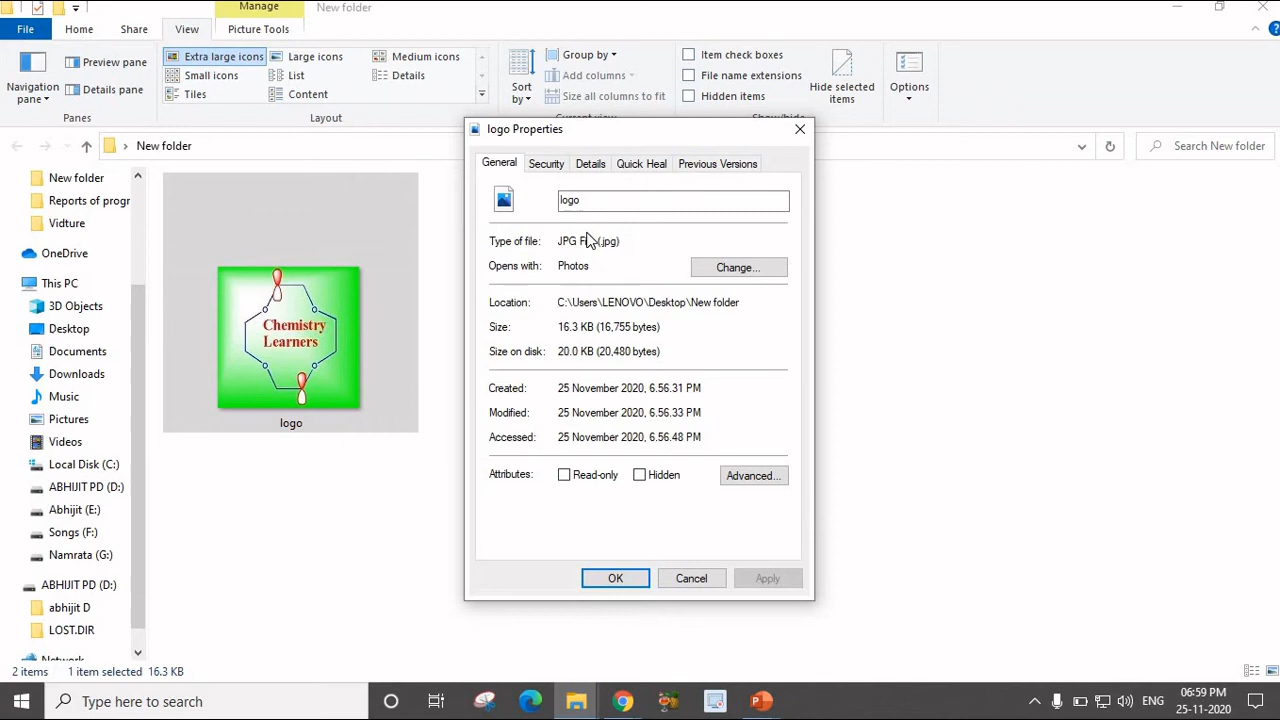 Manage
New folder
File
Home
Share
View
Picture Tools
Navigation pane
Preview pane
Details pane
Panes
Extra large icons
Large icons
Medium icons
Small icons
List
Details
Tiles
Content
Layout
Sort by
Group by
Add columns
Size all columns to fit
Current view
Item check boxes
File name extensions
Hidden items
Show/hide
Hide selected items
Options
New folder
Search New folder
New folder
Reports of progr
Vidture
OneDrive
This PC
3D Objects
Desktop
Documents
Downloads
Music
Pictures
Videos
Local Disk (C:)
ABHIJIT PD (D:)
Abhijit (E:)
Songs (F:)
Namrata (G:)
ABHIJIT PD (D:)
abhijit D
LOST.DIR
Network
Chemistry
Learners
logo
logo Properties
General
Security
Details
Quick Heal
Previous Versions
logo
Type of file: JPG File (.jpg)
Opens with: Photos
Change...
Location: C:\Users\LENOVO\Desktop\New folder
Size: 16.3 KB (16,755 bytes)
Size on disk: 20.0 KB (20,480 bytes)
Created: 25 November 2020, 6.56.31 PM
Modified: 25 November 2020, 6.56.33 PM
Accessed: 25 November 2020, 6.56.48 PM
Attributes: Read-only Hidden Advanced...
OK
Cancel
Apply
2 items 1 item selected 16.3 KB
Type here to search
ENG
06:59 PM
25-11-2020